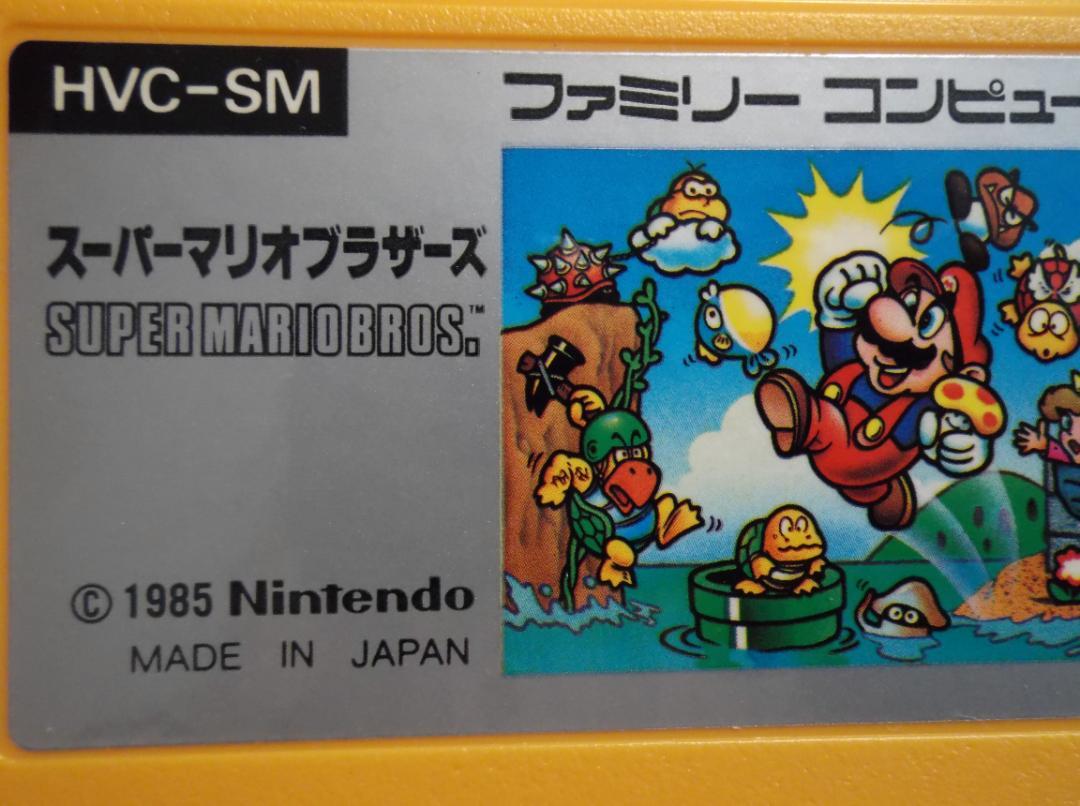 HVC-SM
ファミリー コンピュー
スーパーマリオブラザーズ
SUPER MARIO BROS.™
© 1985 Nintendo
MADE IN JAPAN